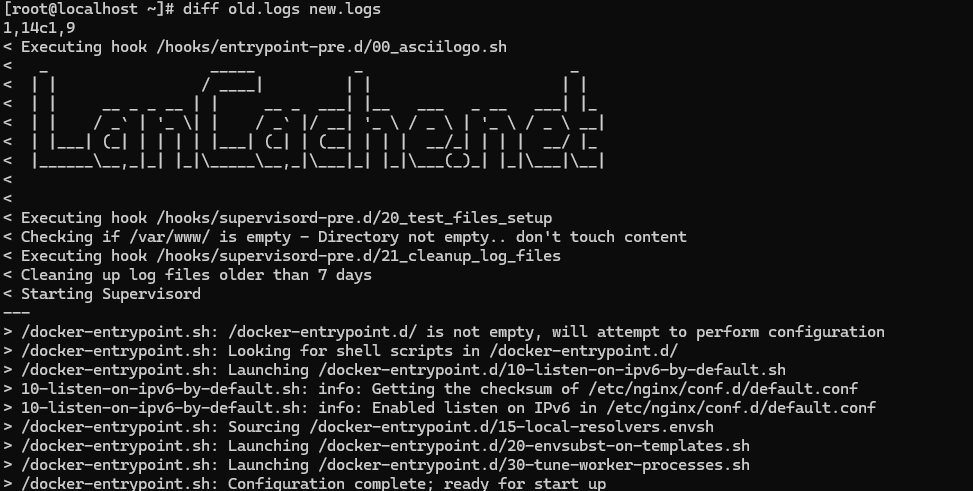 [root@localhost ~]# diff old.logs new.logs
1,14c1,9
< Executing hook /hooks/entrypoint-pre.d/00_asciilogo.sh
<    _                 _____           _                      _
<   | |               / ____|         | |                    | |
<   | |     __ _ _ __ | |     __ _  ___| |__   ___   _ __   ___| |_
<   | |    / _` | '_ \| |    / _` |/ __| '_ \ / _ \ | '_ \ / _ \ __|
<   | |___| (_| | | | | |___| (_| | (__| | | |  __/_| | | |  __/ |_
<   |______\__,_|_| |_|\_____\__,_|\___|_| |_|\___(_)_| |_|\___|\__|
<
<
< Executing hook /hooks/supervisord-pre.d/20_test_files_setup
< Checking if /var/www/ is empty - Directory not empty.. don't touch content
< Executing hook /hooks/supervisord-pre.d/21_cleanup_log_files
< Cleaning up log files older than 7 days
< Starting Supervisord
---
> /docker-entrypoint.sh: /docker-entrypoint.d/ is not empty, will attempt to perform configuration
> /docker-entrypoint.sh: Looking for shell scripts in /docker-entrypoint.d/
> /docker-entrypoint.sh: Launching /docker-entrypoint.d/10-listen-on-ipv6-by-default.sh
> 10-listen-on-ipv6-by-default.sh: info: Getting the checksum of /etc/nginx/conf.d/default.conf
> 10-listen-on-ipv6-by-default.sh: info: Enabled listen on IPv6 in /etc/nginx/conf.d/default.conf
> /docker-entrypoint.sh: Sourcing /docker-entrypoint.d/15-local-resolvers.envsh
> /docker-entrypoint.sh: Launching /docker-entrypoint.d/20-envsubst-on-templates.sh
> /docker-entrypoint.sh: Launching /docker-entrypoint.d/30-tune-worker-processes.sh
> /docker-entrypoint.sh: Configuration complete; ready for start up